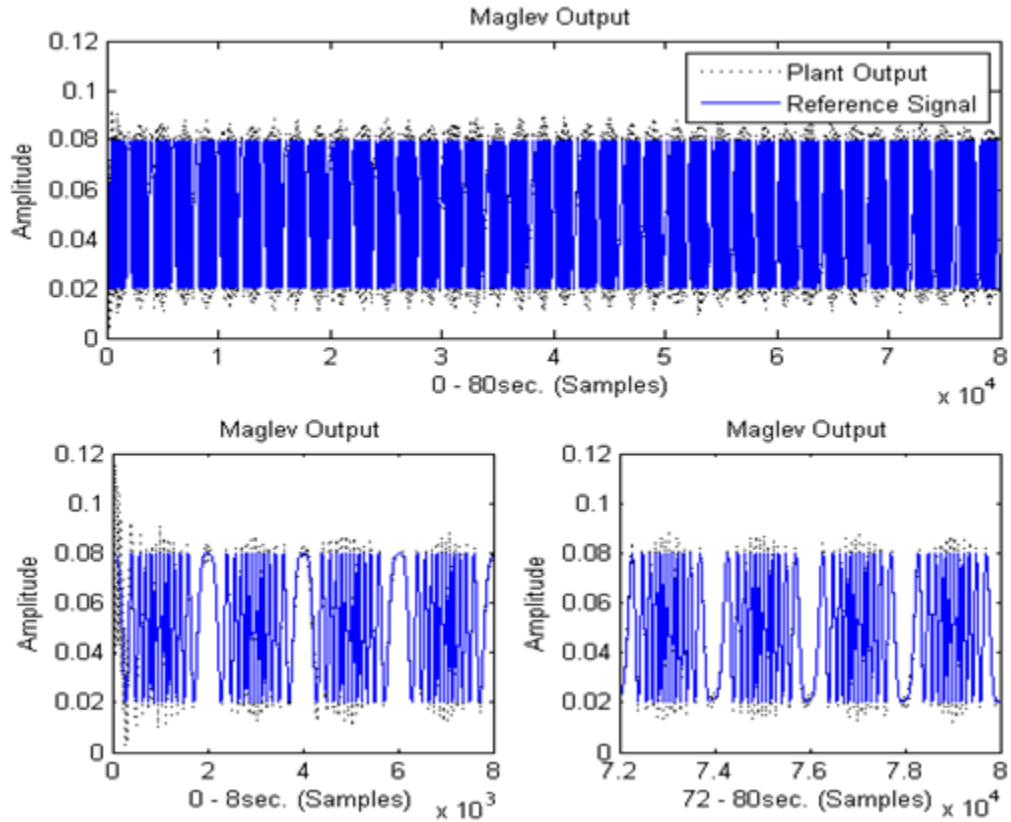 Maglev Output
0.12
0.1
0.08
0.06
0.04
0.02
0
Amplitude
Plant Output
Reference Signal
0 1 2 3 4 5 6 7 8
0 - 80sec. (Samples)
x 10^4
Maglev Output
0.12
0.1
0.08
0.06
0.04
0.02
0
Amplitude
0 2 4 6 8
0 - 8sec. (Samples) x 10^3
Maglev Output
0.12
0.1
0.08
0.06
0.04
0.02
0
Amplitude
7.2 7.4 7.6 7.8 8
72 - 80sec. (Samples) x 10^4